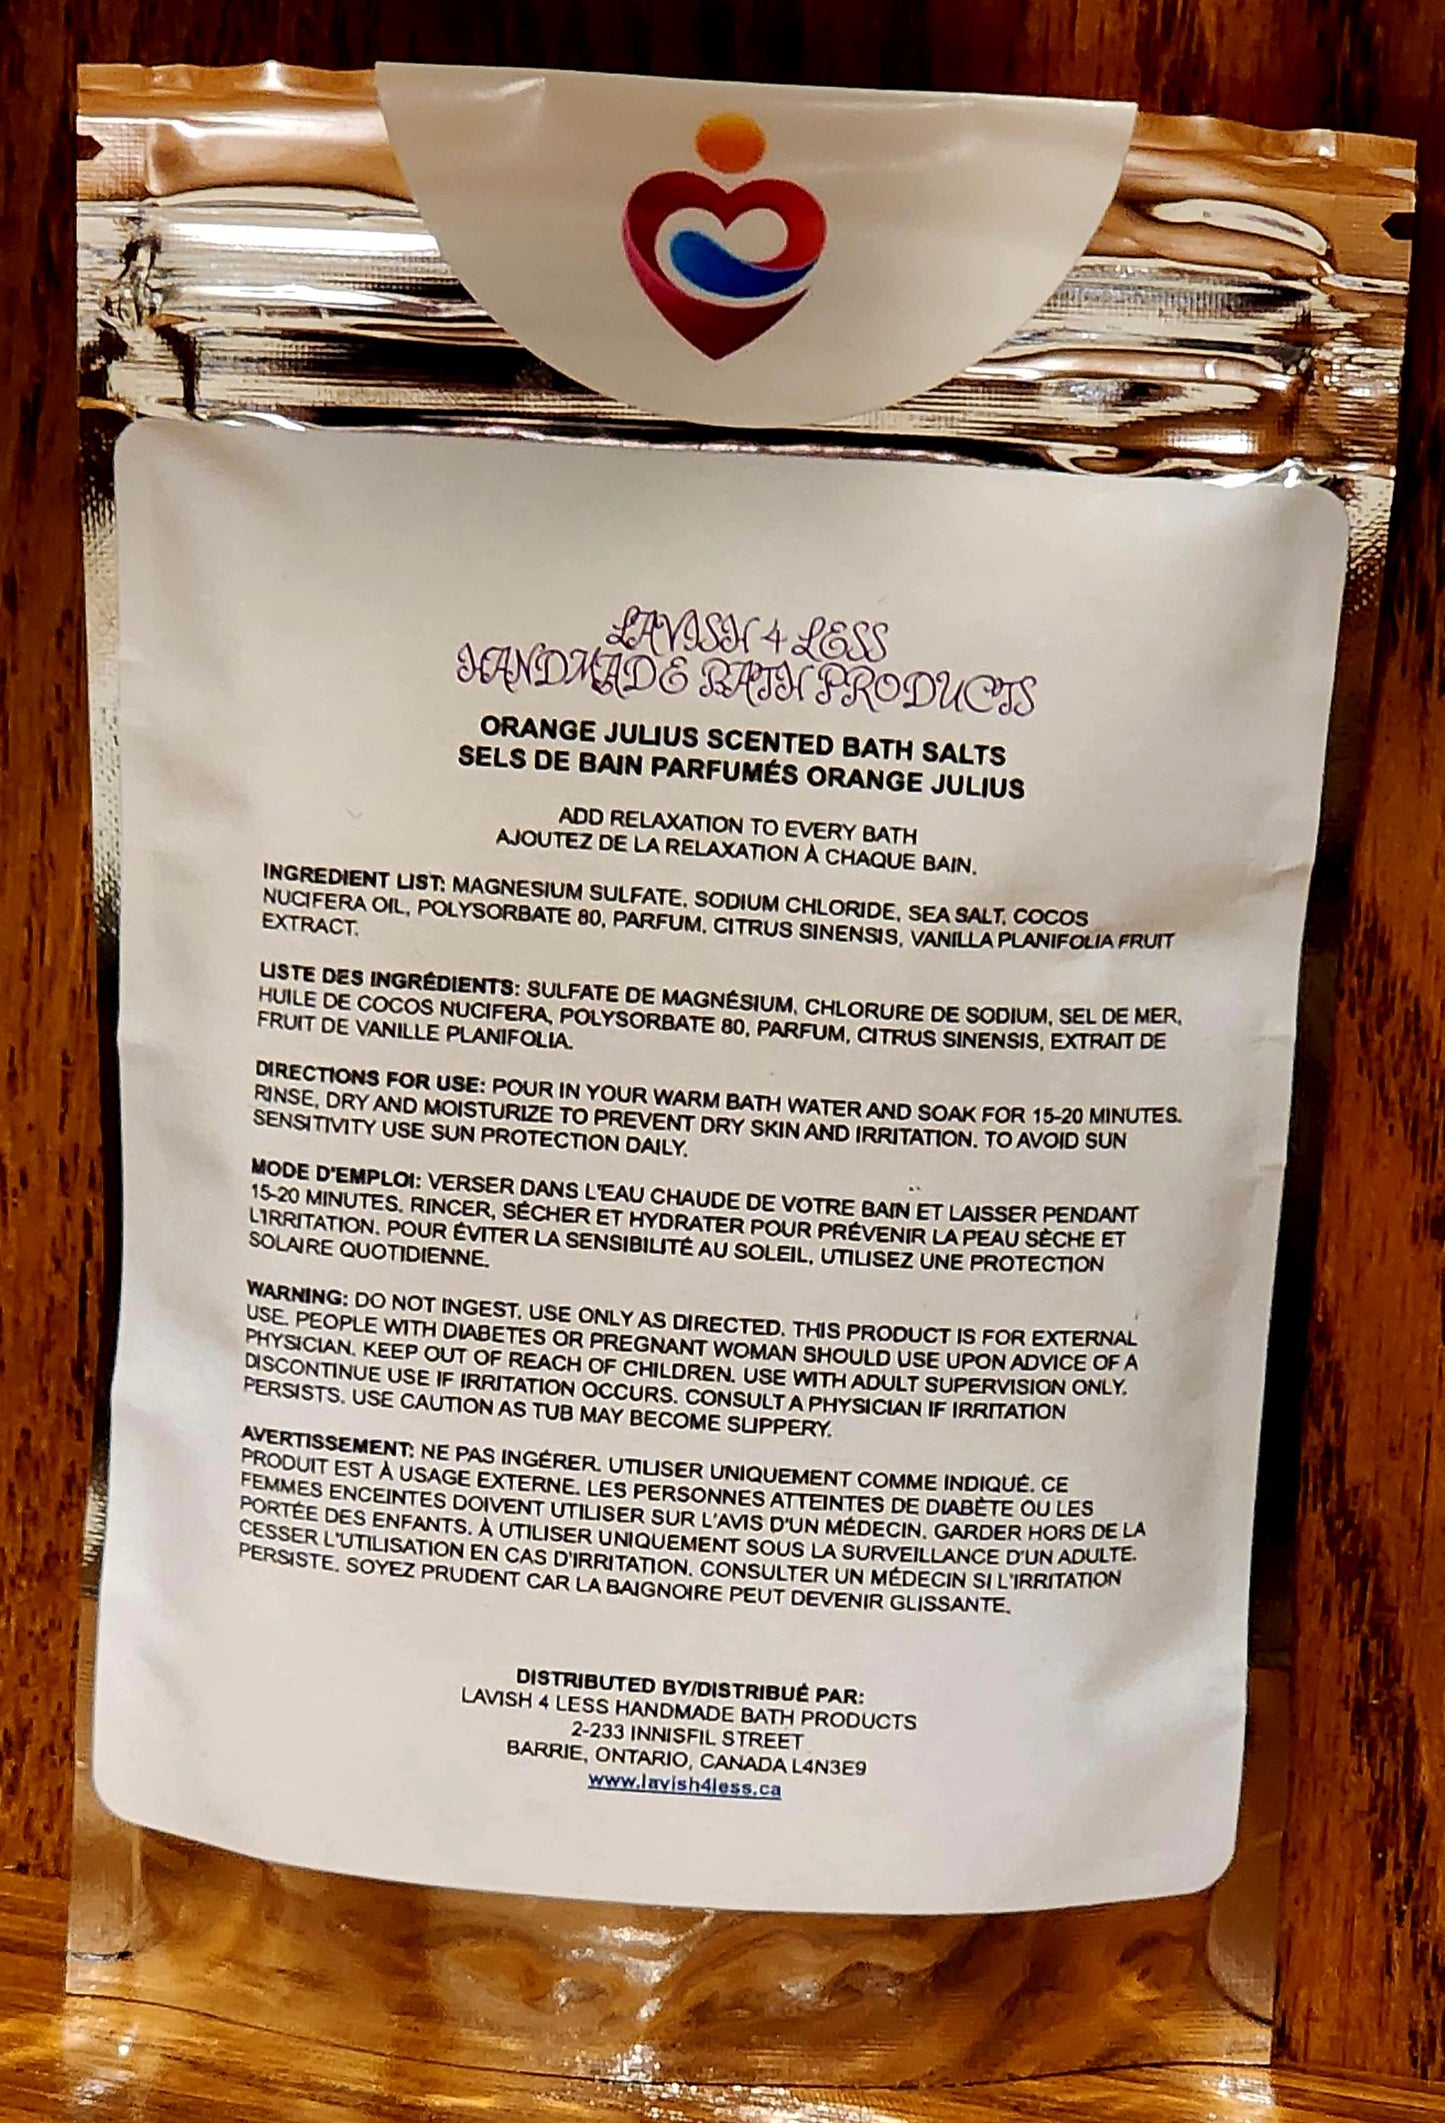 LAVISH 4 LESS
HANDMADE BATH PRODUCTS
ORANGE JULIUS SCENTED BATH SALTS
SELS DE BAIN PARFUMÉS ORANGE JULIUS
ADD RELAXATION TO EVERY BATH
AJOUTEZ DE LA RELAXATION À CHAQUE BAIN.
INGREDIENT LIST: MAGNESIUM SULFATE, SODIUM CHLORIDE, SEA SALT, COCOS
NUCIFERA OIL, POLYSORBATE 80, PARFUM, CITRUS SINENSIS, VANILLA PLANIFOLIA FRUIT
EXTRACT.
LISTE DES INGRÉDIENTS: SULFATE DE MAGNÉSIUM, CHLORURE DE SODIUM, SEL DE MER,
HUILE DE COCOS NUCIFERA, POLYSORBATE 80, PARFUM, CITRUS SINENSIS, EXTRAIT DE
FRUIT DE VANILLE PLANIFOLIA.
DIRECTIONS FOR USE: POUR IN YOUR WARM BATH WATER AND SOAK FOR 15-20 MINUTES.
RINSE, DRY AND MOISTURIZE TO PREVENT DRY SKIN AND IRRITATION. TO AVOID SUN
SENSITIVITY USE SUN PROTECTION DAILY.
MODE D'EMPLOI: VERSER DANS L'EAU CHAUDE DE VOTRE BAIN ET LAISSER PENDANT
15-20 MINUTES. RINCER, SÉCHER ET HYDRATER POUR PRÉVENIR LA PEAU SÈCHE ET
L'IRRITATION. POUR ÉVITER LA SENSIBILITÉ AU SOLEIL, UTILISEZ UNE PROTECTION
SOLAIRE QUOTIDIENNE.
WARNING: DO NOT INGEST. USE ONLY AS DIRECTED. THIS PRODUCT IS FOR EXTERNAL
USE. PEOPLE WITH DIABETES OR PREGNANT WOMAN SHOULD USE UPON ADVICE OF A
PHYSICIAN. KEEP OUT OF REACH OF CHILDREN. USE WITH ADULT SUPERVISION ONLY.
DISCONTINUE USE IF IRRITATION OCCURS. CONSULT A PHYSICIAN IF IRRITATION
PERSISTS. USE CAUTION AS TUB MAY BECOME SLIPPERY.
AVERTISSEMENT: NE PAS INGÉRER. UTILISER UNIQUEMENT COMME INDIQUÉ. CE
PRODUIT EST À USAGE EXTERNE. LES PERSONNES ATTEINTES DE DIABÈTE OU LES
FEMMES ENCEINTES DOIVENT UTILISER SUR L'AVIS D'UN MÉDECIN. GARDER HORS DE LA
PORTÉE DES ENFANTS. À UTILISER UNIQUEMENT SOUS LA SURVEILLANCE D'UN ADULTE.
CESSER L'UTILISATION EN CAS D'IRRITATION. CONSULTER UN MÉDECIN SI L'IRRITATION
PERSISTE. SOYEZ PRUDENT CAR LA BAIGNOIRE PEUT DEVENIR GLISSANTE.
DISTRIBUTED BY/DISTRIBUÉ PAR:
LAVISH 4 LESS HANDMADE BATH PRODUCTS
2-233 INNISFIL STREET
BARRIE, ONTARIO, CANADA L4N3E9
www.lavish4less.ca